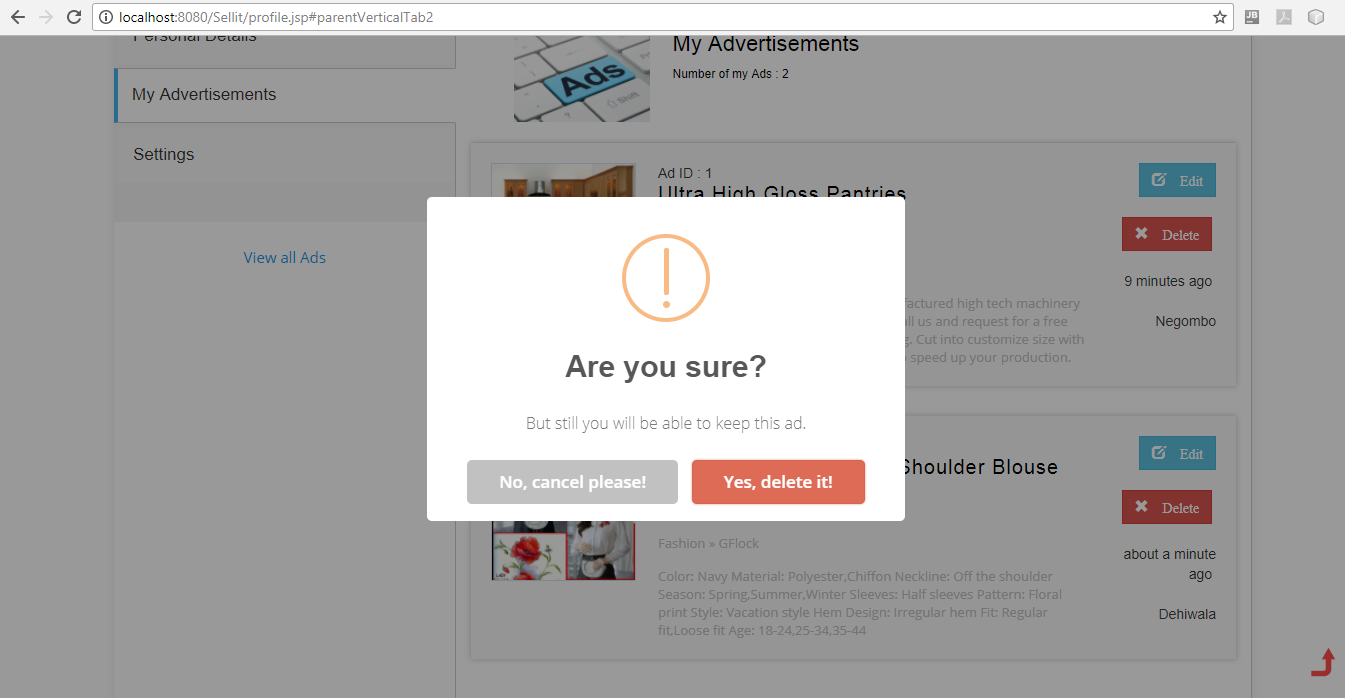 localhost:8080/Sellit/profile.jsp#parentVerticalTab2
JB
Personal Details
My Advertisements
Settings
View all Ads
Ads
Shift
My Advertisements
Number of my Ads : 2
Ad ID : 1
Ultra High Gloss Pantries
Edit
Delete
9 minutes ago
Negombo
factured high tech machinery
all us and request for a free
g. Cut into customize size with
speed up your production.
Are you sure?
But still you will be able to keep this ad.
No, cancel please!
Yes, delete it!
Shoulder Blouse
Edit
Delete
about a minute
ago
Dehiwala
Fashion » GFlock
Color: Navy Material: Polyester,Chiffon Neckline: Off the shoulder
Season: Spring,Summer,Winter Sleeves: Half sleeves Pattern: Floral
print Style: Vacation style Hem Design: Irregular hem Fit: Regular
fit,Loose fit Age: 18-24,25-34,35-44